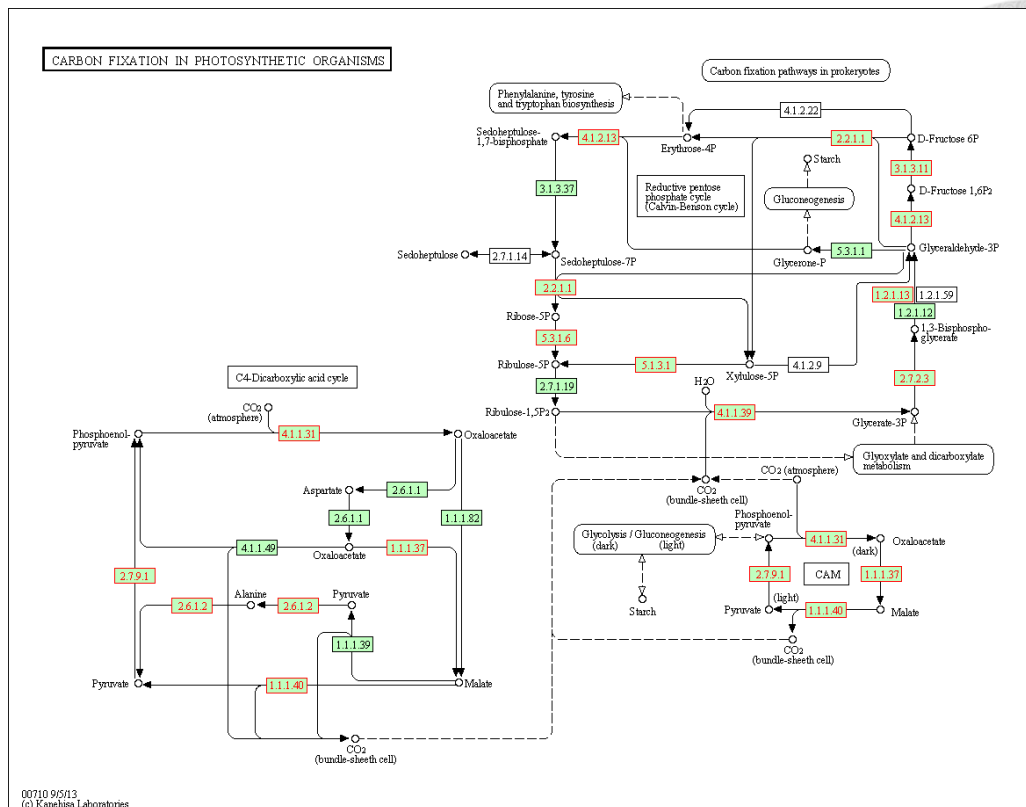 CARBON FIXATION IN PHOTOSYNTHETIC ORGANISMS
Carbon fixation pathways in prokeryotes
Phenylalanine, tyrosine
and tryptophan biosynthesis
4.1.2.22
Sedoheptulose-
1,7-bisphosphate
4.1.2.13
Erythrose-4P
2.2.1.1
D-Fructose 6P
Starch
3.1.3.11
3.1.3.37
Reductive pentose
phosphate cycle
(Calvin-Benson cycle)
Gluconeogenesis
D-Fructose 1,6P2
4.1.2.13
Sedoheptulose
2.7.1.14
Sedoheptulose-7P
Glycerone-P
5.3.1.1
Glyceraldehyde-3P
2.2.1.1
1.2.1.13
1.2.1.59
1.2.1.12
Ribose-5P
5.3.1.6
1,3-Bisphospho-
glycerate
Ribulose-5P
5.1.3.1
Xylulose-5P
4.1.2.9
2.7.2.3
C4-Dicarboxylic acid cycle
2.7.1.19
H2O
Ribulose-1,5P2
4.1.1.39
Glycerate-3P
CO2
(atmosphere)
Phosphoenol-
pyruvate
4.1.1.31
Oxaloacetate
Glyoxylate and dicarboxylate
metabolism
CO2 (atmosphere)
CO2
(bundle-sheeth cell)
Aspartate
2.6.1.1
2.6.1.1
1.1.1.82
Phosphoenol-
pyruvate
Glycolysis / Gluconeogenesis
(dark) (light)
4.1.1.31
(dark)
Oxaloacetate
4.1.1.49
Oxaloacetate
1.1.1.37
2.7.9.1
2.7.9.1
CAM
1.1.1.37
Alanine
Pyruvate
2.6.1.2
2.6.1.2
Starch
(light)
Pyruvate
1.1.1.40
Malate
1.1.1.39
CO2
(bundle-sheeth cell)
Pyruvate
1.1.1.40
Malate
CO2
(bundle-sheeth cell)
00710 9/5/13
(c) Kanehisa Laboratories